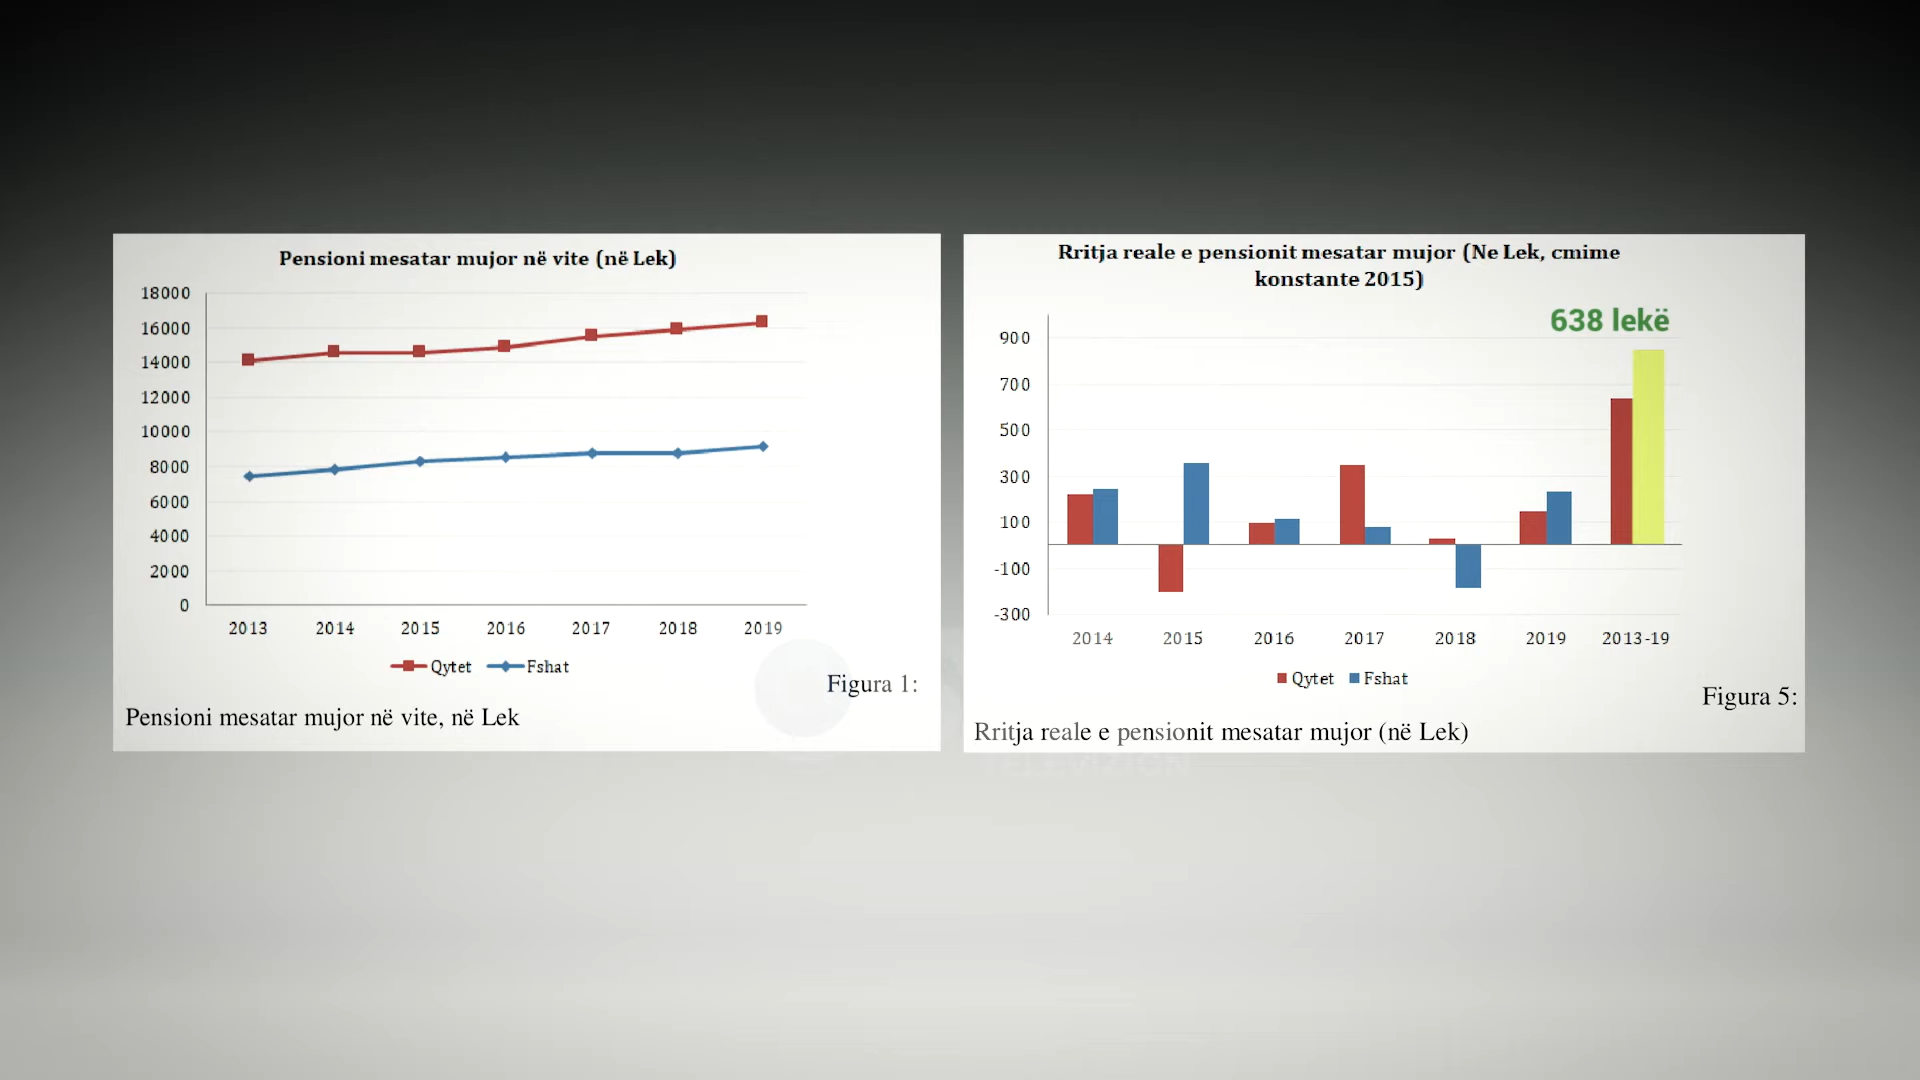 Pensioni mesatar mujor në vite (në Lek)
18000
16000
14000
12000
10000
8000
6000
4000
2000
0
2013 2014 2015 2016 2017 2018 2019
Qytet Fshat
Figura 1:
Pensioni mesatar mujor në vite, në Lek
Rritja reale e pensionit mesatar mujor (Ne Lek, cmime
konstante 2015)
638 lekë
900
700
500
300
100
-100
-300
2014 2015 2016 2017 2018 2019 2013-19
Qytet Fshat
Figura 5:
Rritja reale e pensionit mesatar mujor (në Lek)
TELEVIZION